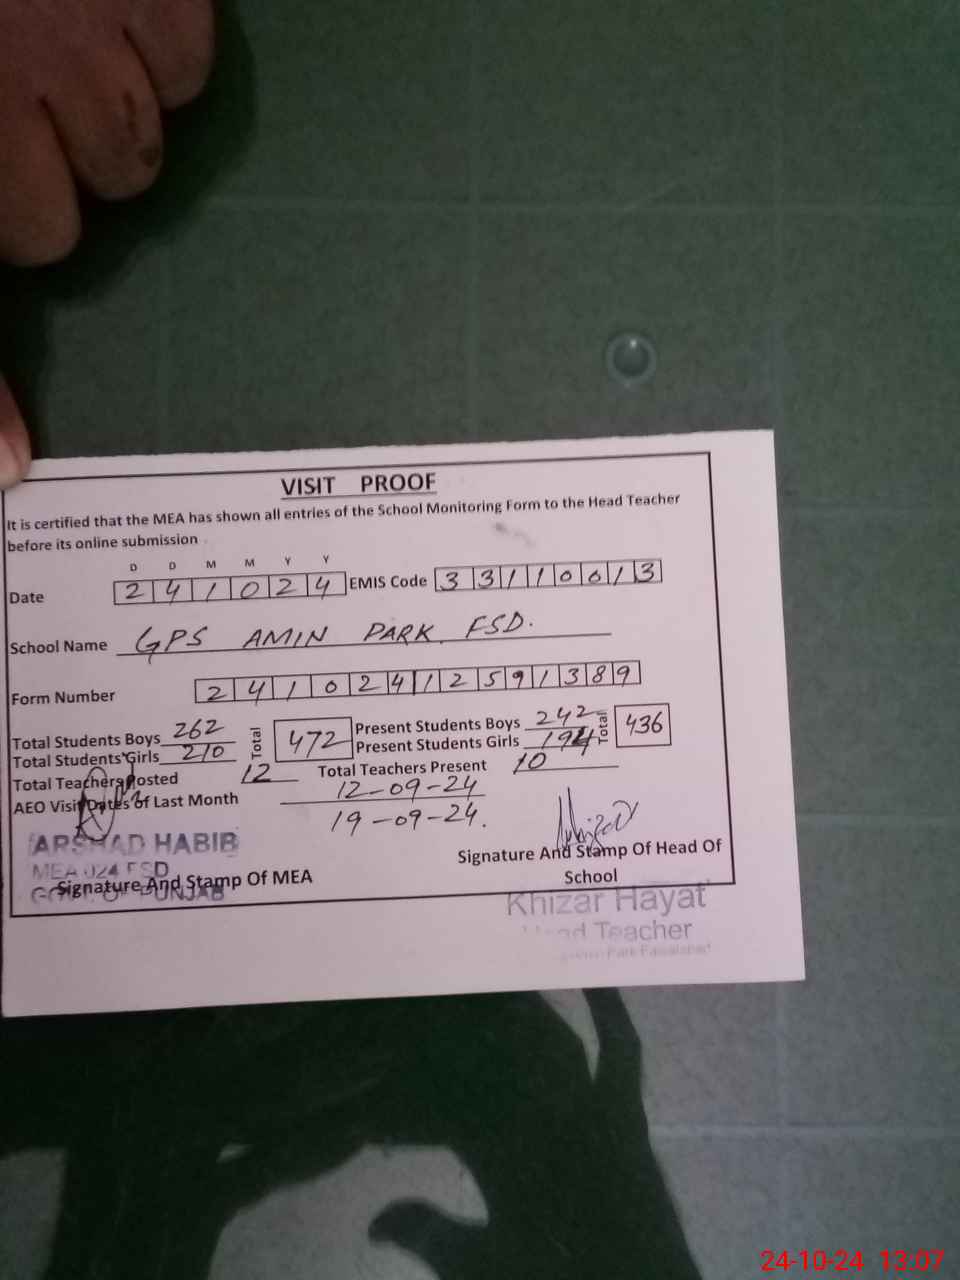 VISIT PROOF
It is certified that the MEA has shown all entries of the School Monitoring Form to the Head Teacher
before its online submission
D D M M Y Y
Date 2 4 1 0 2 4 EMIS Code 3 3 1 1 0 0 1 3
School Name GPS AMIN PARK FSD.
Form Number 2 4 1 0 2 4 1 2 5 9 1 3 8 9
Total Students Boys 262 Total 472 Present Students Boys 242 Total 436
Total Students Girls 210 Present Students Girls 194
Total Teachers Posted 12 Total Teachers Present 10
AEO Visit Dates of Last Month 12-09-24
19-09-24.
ARSHAD HABIB
MEA 024 FSD
GOVT. OF PUNJAB
Signature And Stamp Of MEA
Signature And Stamp Of Head Of
School
Khizar Hayat
Head Teacher
Park Faisalabad
24-10-24 13:07